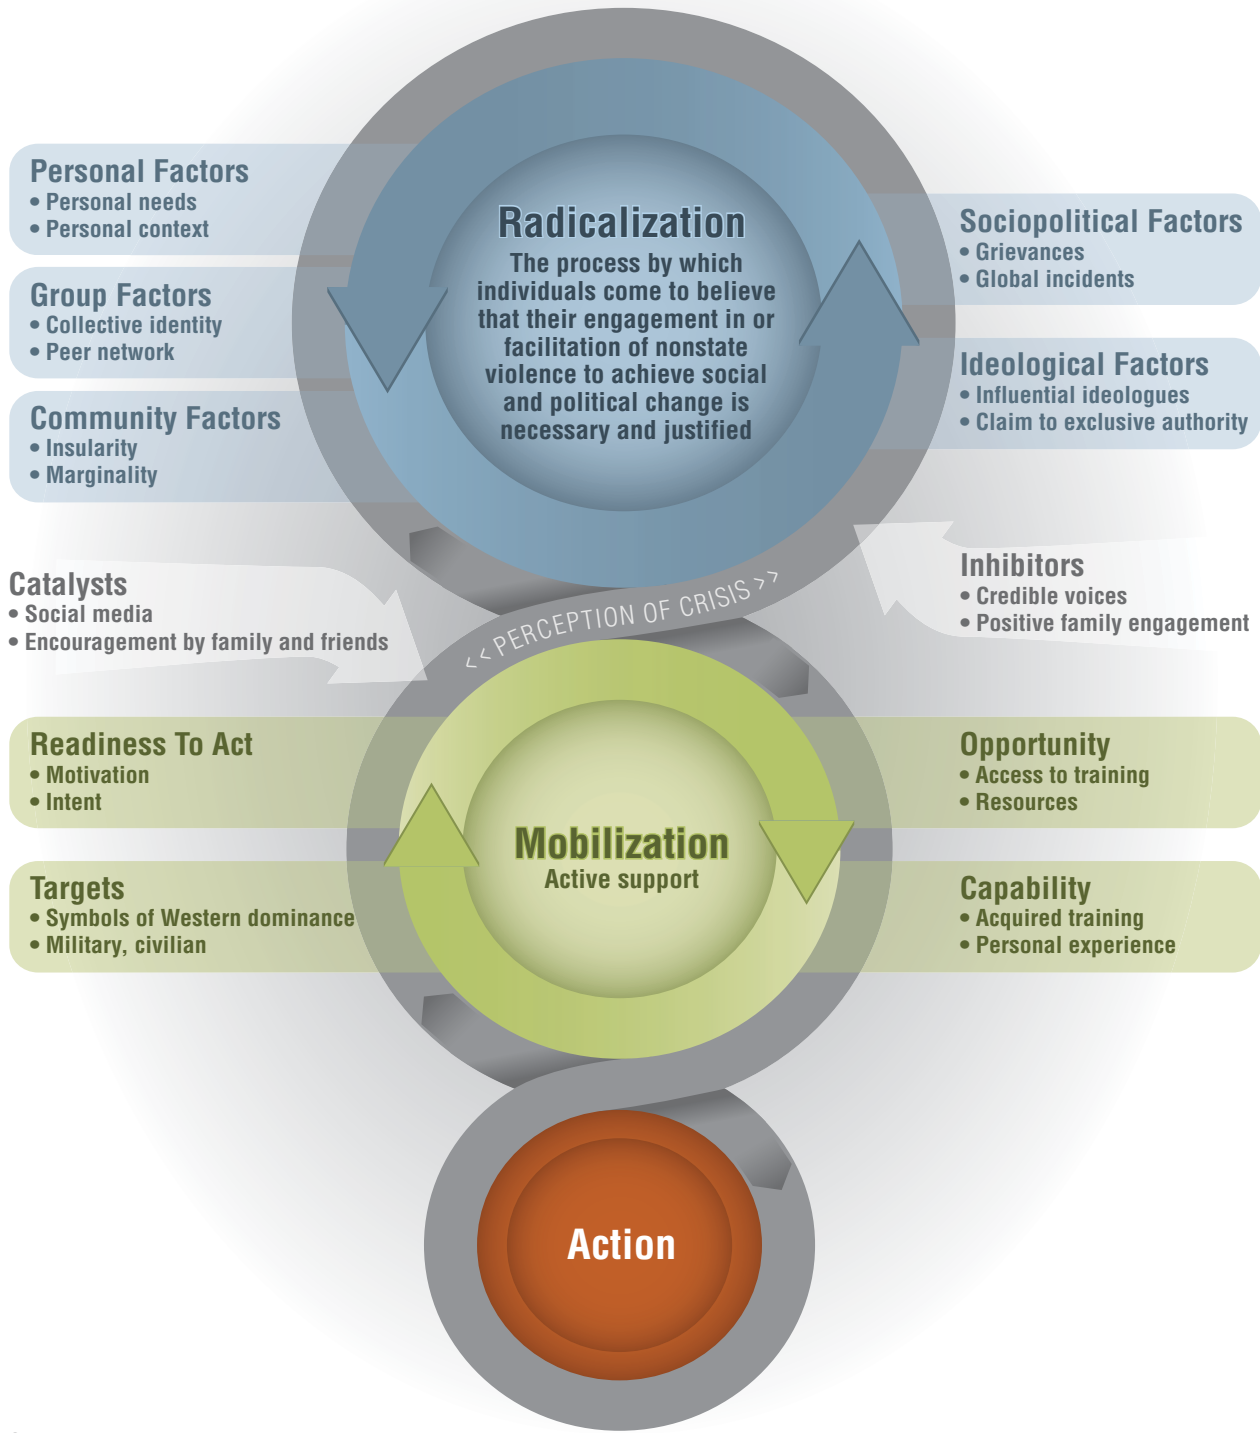 Radicalization
The process by which
individuals come to believe
that their engagement in or
facilitation of nonstate
violence to achieve social
and political change is
necessary and justified
Personal Factors
• Personal needs
• Personal context
Group Factors
• Collective identity
• Peer network
Community Factors
• Insularity
• Marginality
Sociopolitical Factors
• Grievances
• Global incidents
Ideological Factors
• Influential ideologues
• Claim to exclusive authority
Catalysts
• Social media
• Encouragement by family and friends
<< PERCEPTION OF CRISIS >>
Inhibitors
• Credible voices
• Positive family engagement
Readiness To Act
• Motivation
• Intent
Targets
• Symbols of Western dominance
• Military, civilian
Mobilization
Active support
Opportunity
• Access to training
• Resources
Capability
• Acquired training
• Personal experience
Action